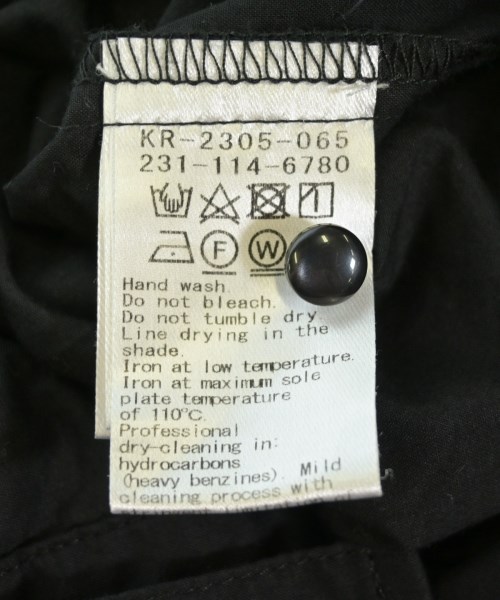 KR-2305-065
231-114-6780
F W
Hand wash.
Do not bleach.
Do not tumble dry
Line drying in the
shade.
Iron at low temperature.
Iron at maximum sole
plate temperature
of 110℃.
Professional
dry-cleaning in:
hydrocarbons
(heavy benzines). Mild
cleaning process with